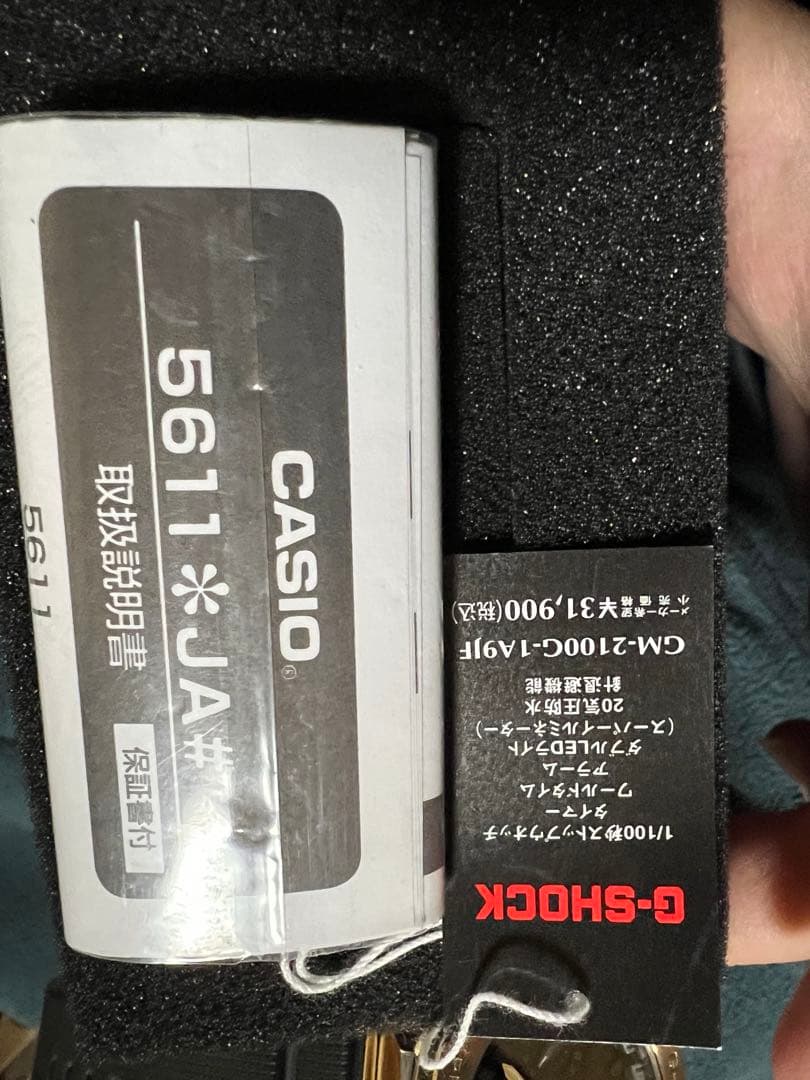 CASIO
5611*JA#
取扱説明書
保証書付
5611
G-SHOCK
1/100秒ストップウオッチ
タイマー
ワールドタイム
アラーム
ダブルLEDライト
(スーパーイルミネーター)
20気圧防水
針退避機能
GM-2100G-1A9JF
メーカー希望小売価格 ¥31,900(税込)